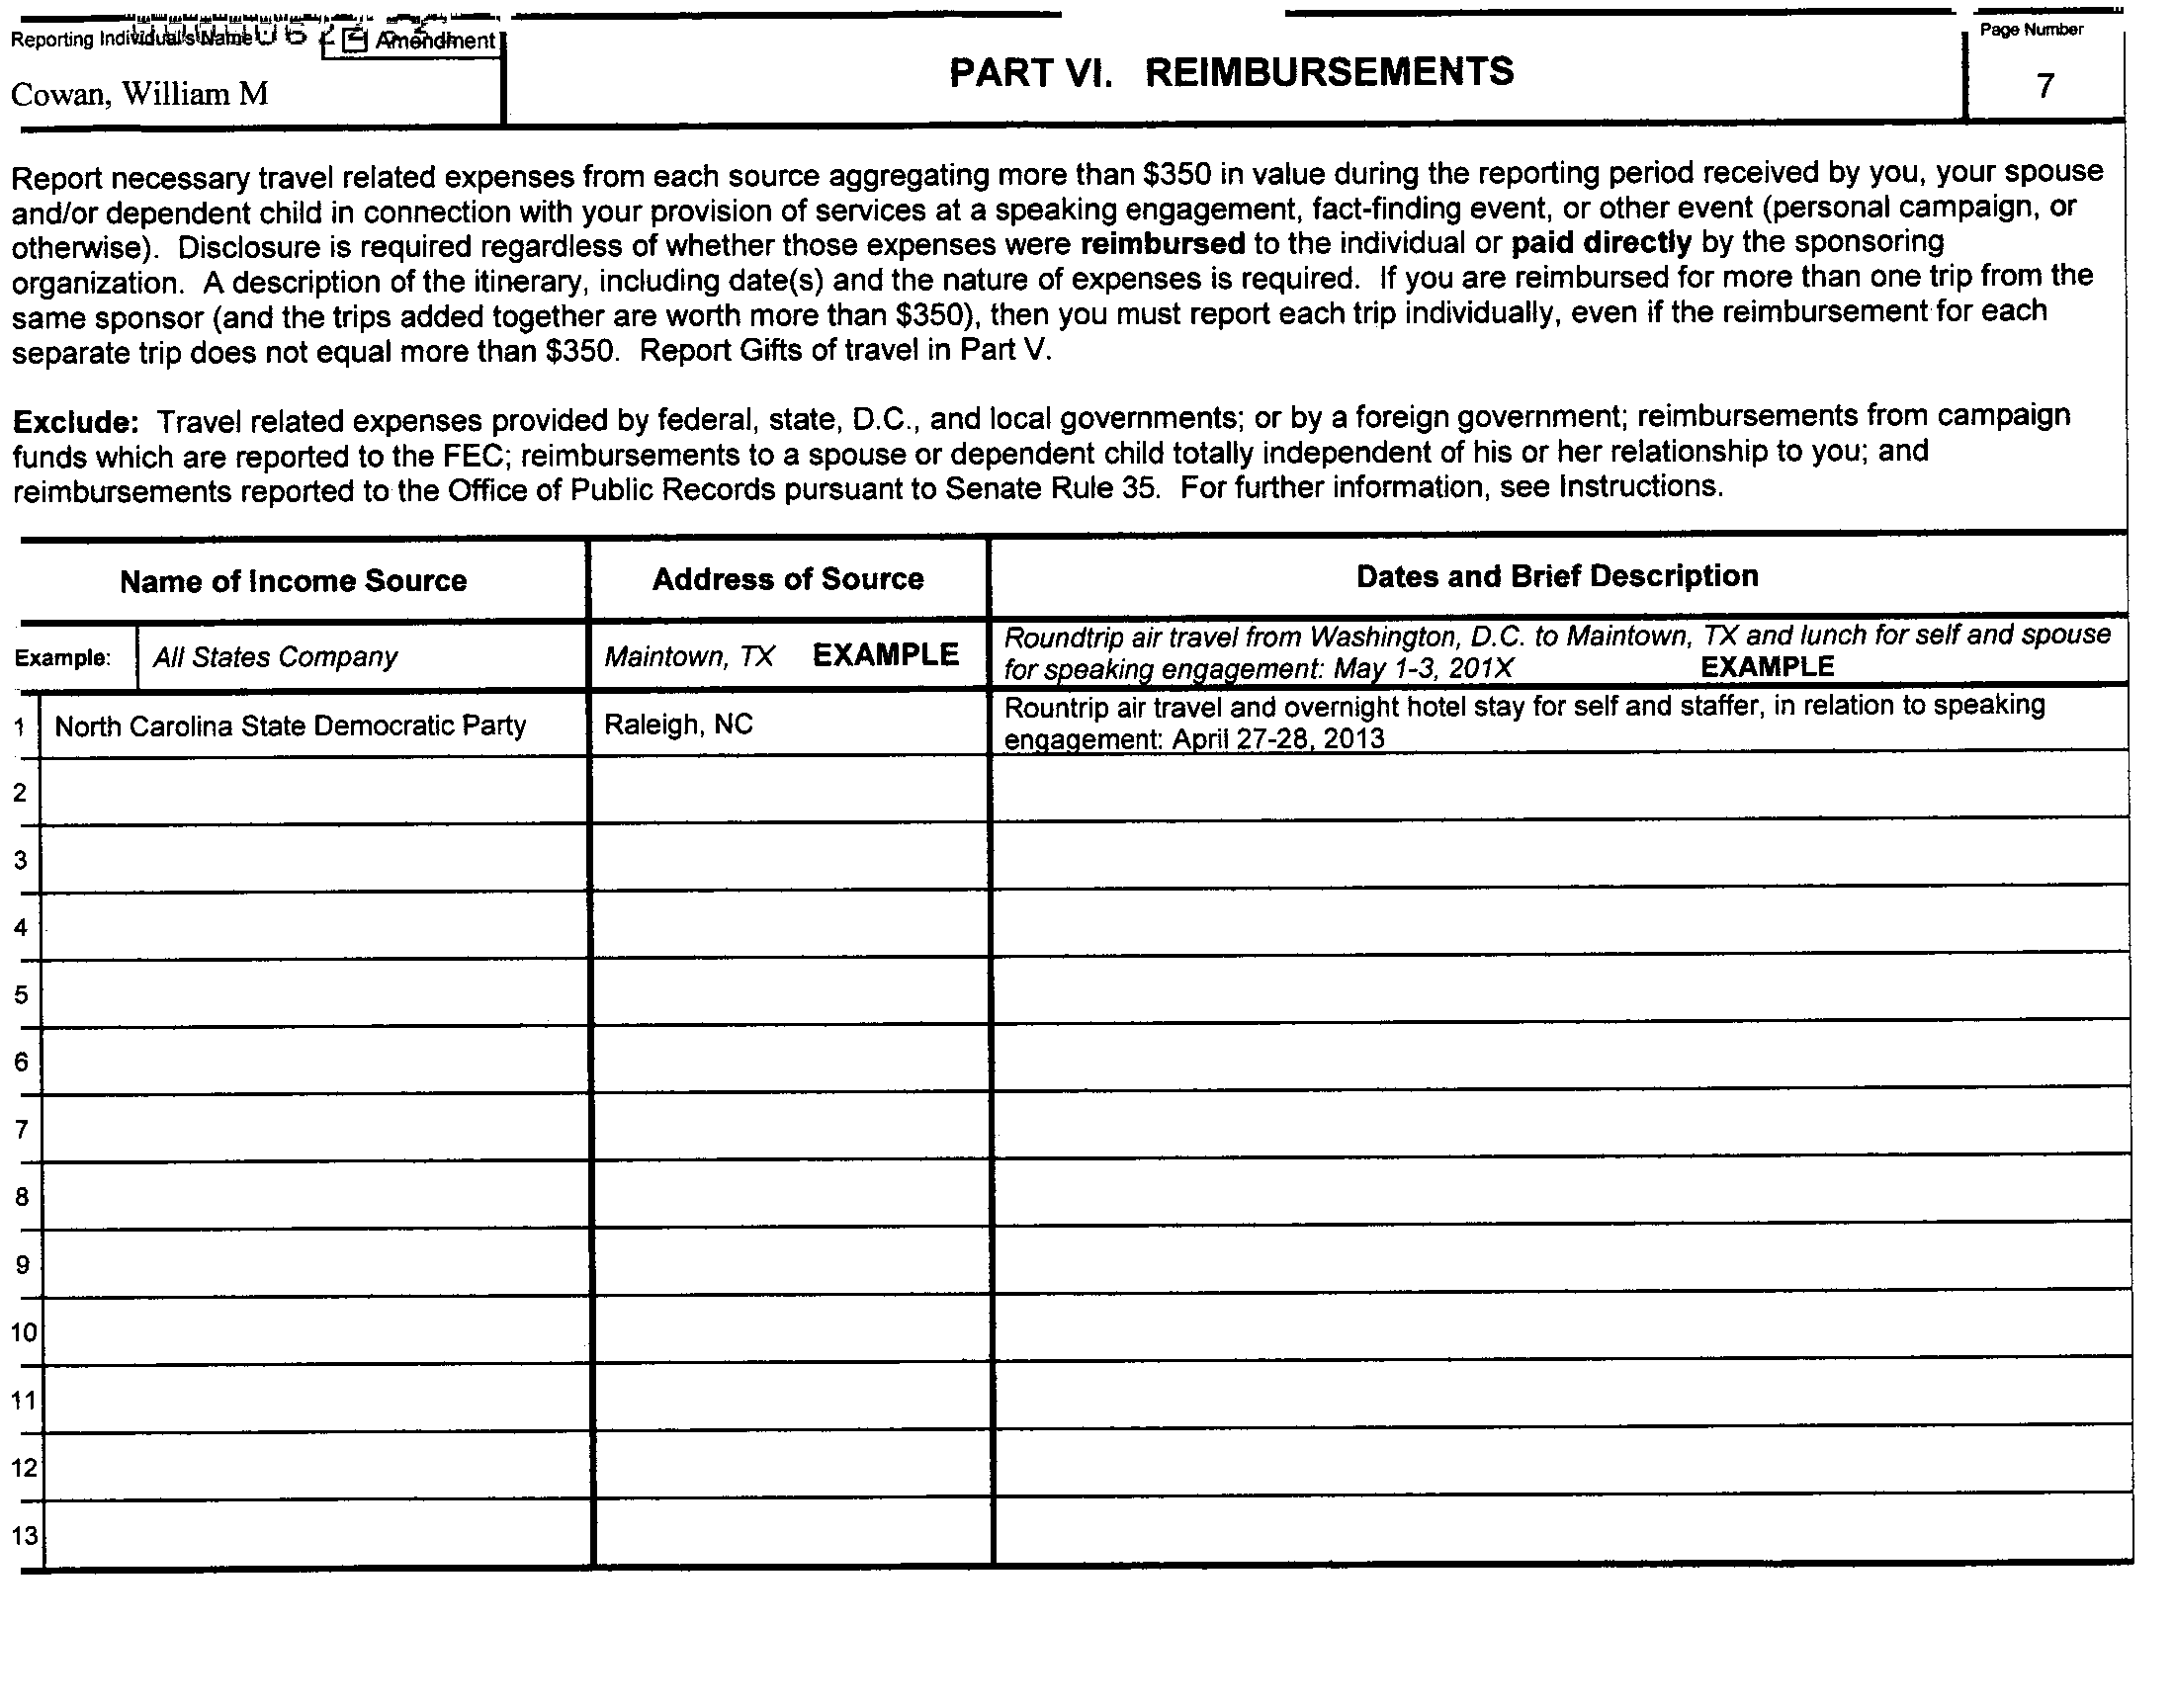 Reporting Individual's Name
Amendment
Cowan, William M
PART VI. REIMBURSEMENTS
Page Number
7
Report necessary travel related expenses from each source aggregating more than $350 in value during the reporting period received by you, your spouse
and/or dependent child in connection with your provision of services at a speaking engagement, fact-finding event, or other event (personal campaign, or
otherwise). Disclosure is required regardless of whether those expenses were reimbursed to the individual or paid directly by the sponsoring
organization. A description of the itinerary, including date(s) and the nature of expenses is required. If you are reimbursed for more than one trip from the
same sponsor (and the trips added together are worth more than $350), then you must report each trip individually, even if the reimbursement for each
separate trip does not equal more than $350. Report Gifts of travel in Part V.
Exclude: Travel related expenses provided by federal, state, D.C., and local governments; or by a foreign government; reimbursements from campaign
funds which are reported to the FEC; reimbursements to a spouse or dependent child totally independent of his or her relationship to you; and
reimbursements reported to the Office of Public Records pursuant to Senate Rule 35. For further information, see Instructions.
Name of Income Source
Address of Source
Dates and Brief Description
Example:
All States Company
Maintown, TX EXAMPLE
Roundtrip air travel from Washington, D.C. to Maintown, TX and lunch for self and spouse
for speaking engagement: May 1-3, 201X EXAMPLE
1
North Carolina State Democratic Party
Raleigh, NC
Rountrip air travel and overnight hotel stay for self and staffer, in relation to speaking
engagement: April 27-28, 2013
2
3
4
5
6
7
8
9
10
11
12
13